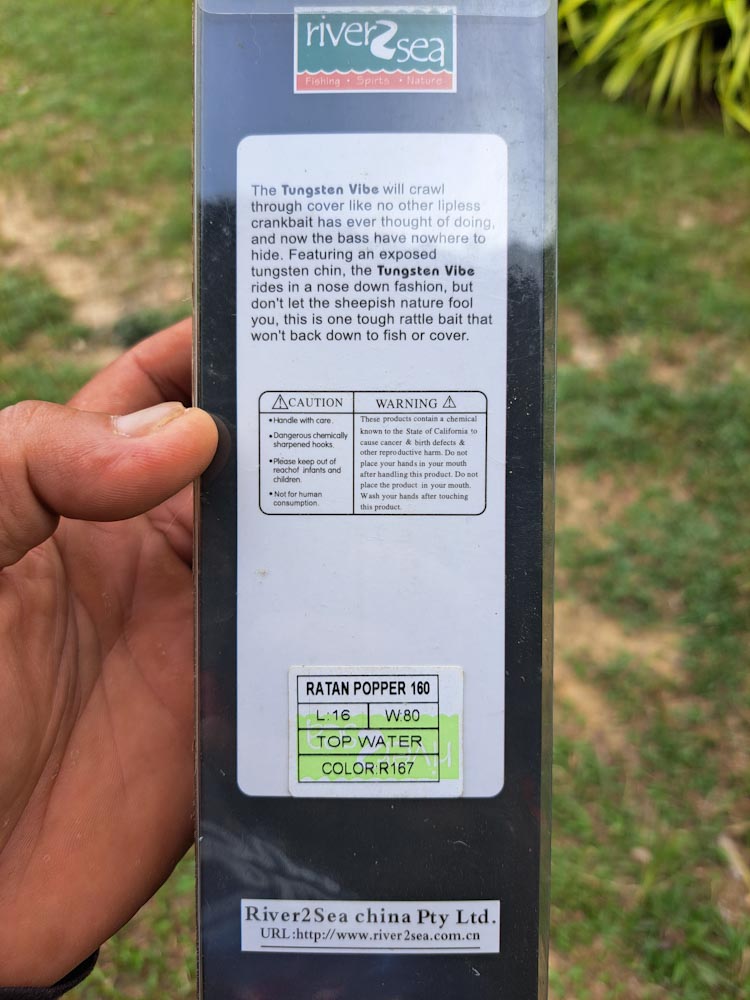 river2sea
Fishing • Spirts • Nature
The Tungsten Vibe will crawl
through cover like no other lipless
crankbait has ever thought of doing,
and now the bass have nowhere to
hide. Featuring an exposed
tungsten chin, the Tungsten Vibe
rides in a nose down fashion, but
don't let the sheepish nature fool
you, this is one tough rattle bait that
won't back down to fish or cover.
CAUTION
• Handle with care.
• Dangerous chemically
sharpened hooks.
• Please keep out of
reachof infants and
children.
• Not for human
consumption.
WARNING
These products contain a chemical
known to the State of California to
cause cancer & birth defects &
other reproductive harm. Do not
place your hands in your mouth
after handling this product. Do not
place the product in your mouth.
Wash your hands after touching
this product.
RATAN POPPER 160
L:16 W:80
TOP WATER
COLOR:R167
River2Sea china Pty Ltd.
URL:http://www.river2sea.com.cn